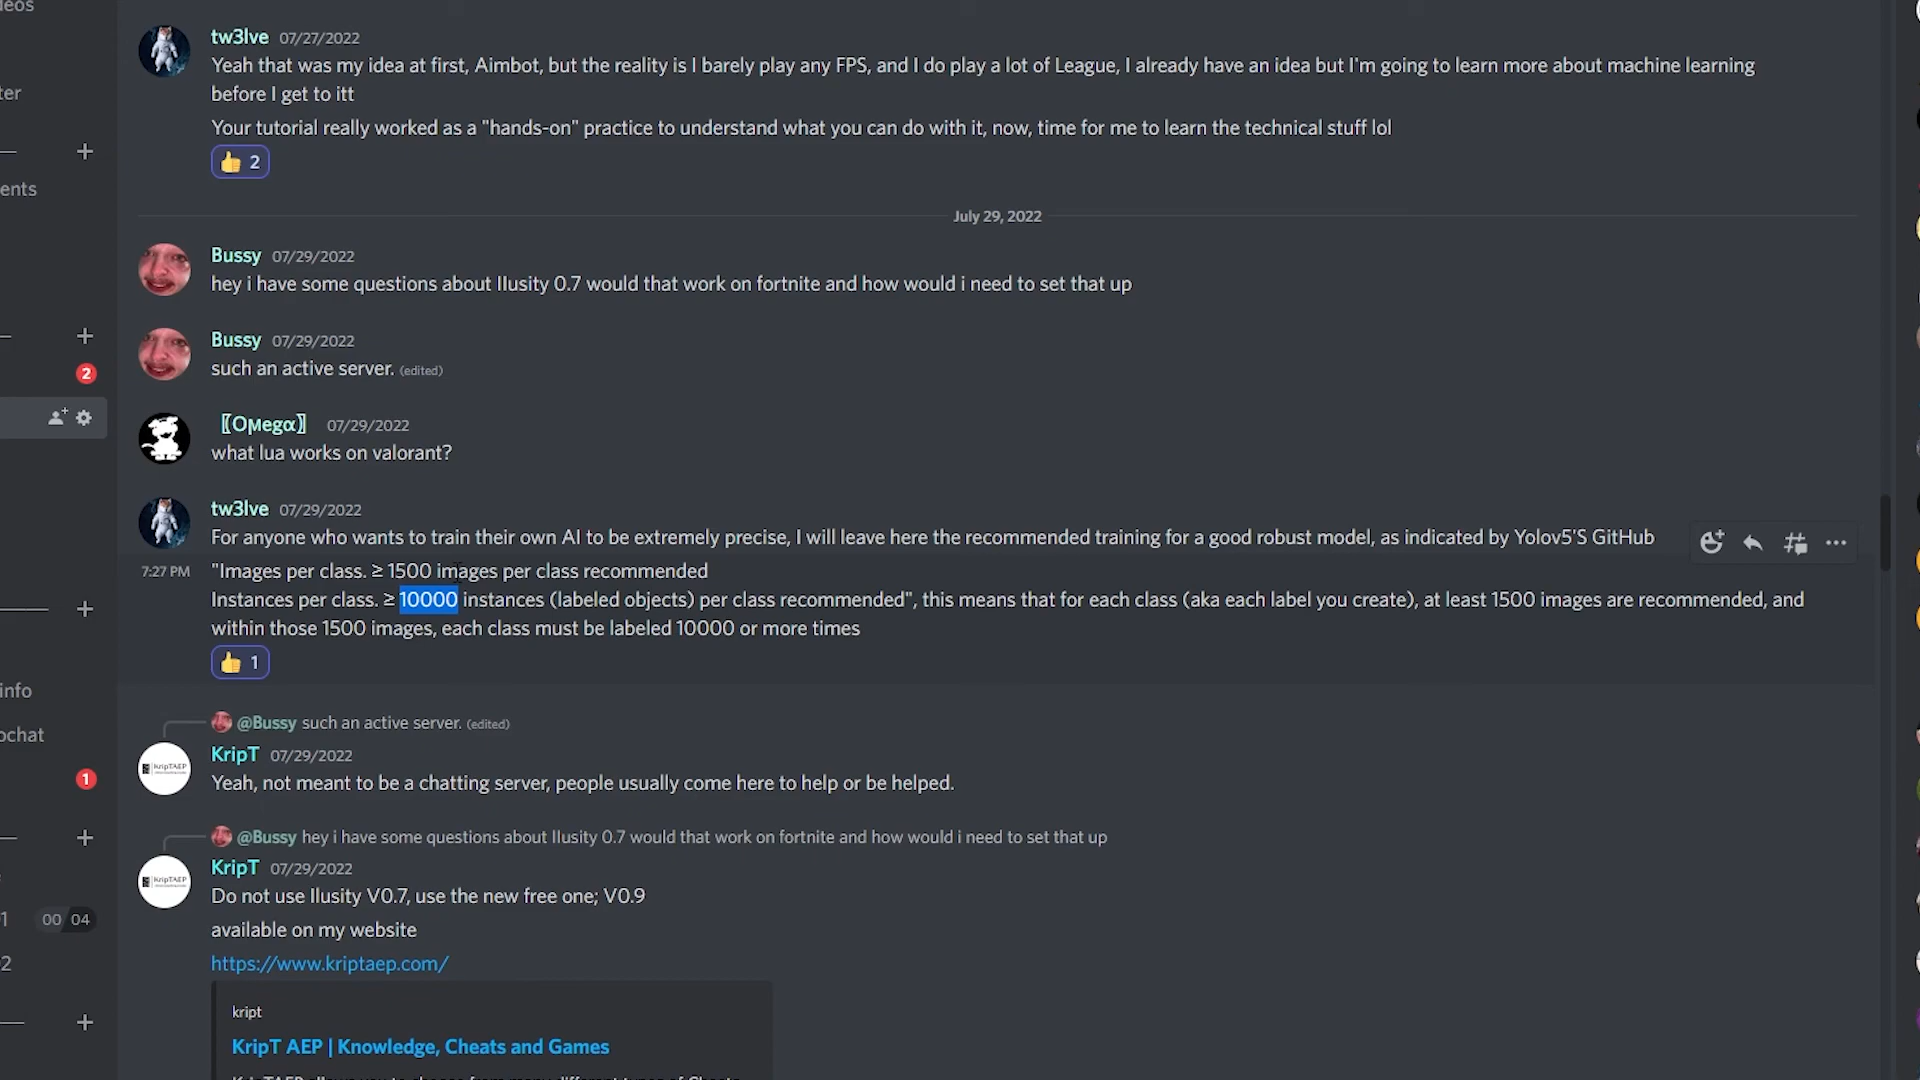 deos
tw3lve 07/27/2022
Yeah that was my idea at first, Aimbot, but the reality is I barely play any FPS, and I do play a lot of League, I already have an idea but I'm going to learn more about machine learning
before I get to itt
ter
Your tutorial really worked as a "hands-on" practice to understand what you can do with it, now, time for me to learn the technical stuff lol
👍 2
ents
July 29, 2022
Bussy 07/29/2022
hey i have some questions about Ilusity 0.7 would that work on fortnite and how would i need to set that up
Bussy 07/29/2022
such an active server. (edited)
2
〚Oϻegα〛 07/29/2022
what lua works on valorant?
tw3lve 07/29/2022
For anyone who wants to train their own AI to be extremely precise, I will leave here the recommended training for a good robust model, as indicated by Yolov5'S GitHub
7:27 PM "Images per class. ≥ 1500 images per class recommended
Instances per class. ≥ 10000 instances (labeled objects) per class recommended", this means that for each class (aka each label you create), at least 1500 images are recommended, and
within those 1500 images, each class must be labeled 10000 or more times
👍 1
info
@Bussy such an active server. (edited)
ochat
KripT 07/29/2022
KripTAEP
1
Yeah, not meant to be a chatting server, people usually come here to help or be helped.
@Bussy hey i have some questions about Ilusity 0.7 would that work on fortnite and how would i need to set that up
KripT 07/29/2022
KripTAEP
Do not use Ilusity V0.7, use the new free one; V0.9
1 00 04
available on my website
2
https://www.kriptaep.com/
kript
KripT AEP | Knowledge, Cheats and Games